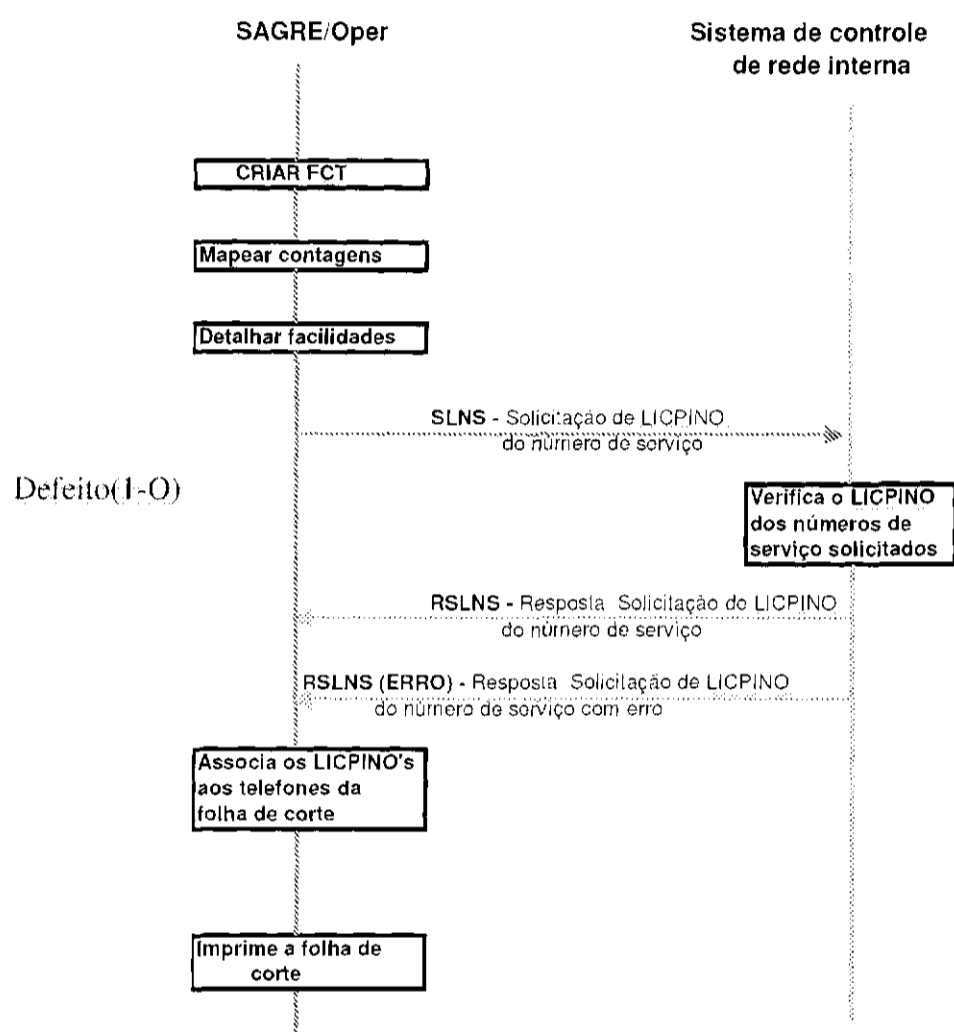 SAGRE/Oper
Sistema de controle
de rede interna
CRIAR FCT
Mapear contagens
Detalhar facilidades
SLNS - Solicitação de LICPINO
do número de serviço
Defeito(1-O)
Verifica o LICPINO
dos números de
serviço solicitados
RSLNS - Resposta Solicitação de LICPINO
do número de serviço
RSLNS (ERRO) - Resposta Solicitação de LICPINO
do número de serviço com erro
Associa os LICPINO's
aos telefones da
folha de corte
Imprime a folha de
corte